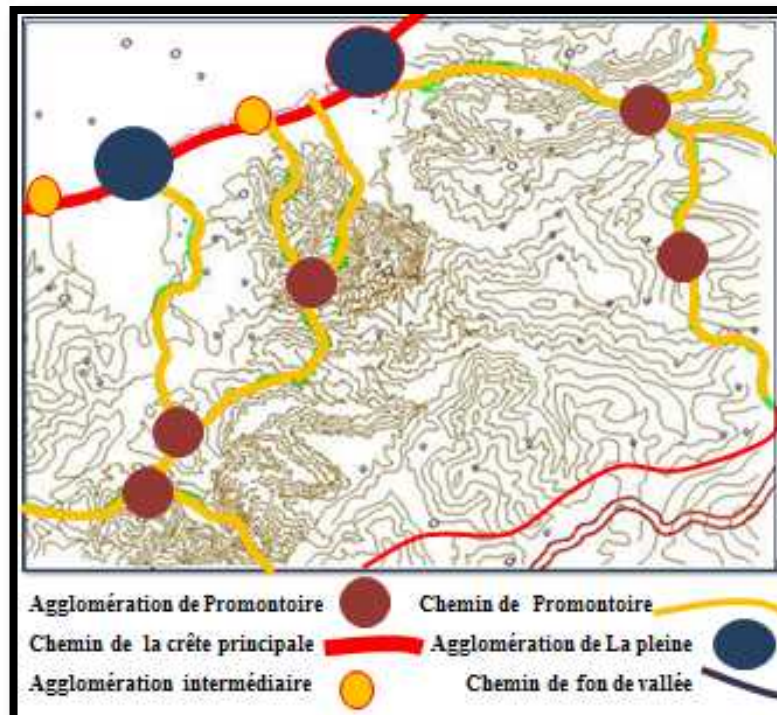 Agglomération de Promontoire Chemin de Promontoire
Chemin de la crête principale Agglomération de La pleine
Agglomération intermédiaire Chemin de fon de vallée